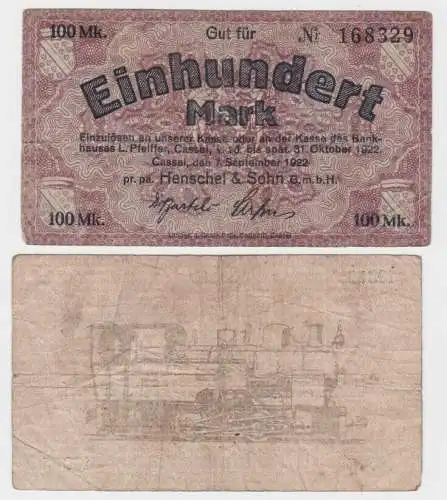 100 Mk. Gut für № 168329
Einhundert
Mark
Einzulösen an unserer Kasse oder an der Kasse des Bank-
hauses L. Pfeiffer, Cassel, v. 10. bis spät. 31. Oktober 1922.
Cassel, den 7. September 1922
pr. pa. Henschel & Sohn G.m.b.H.
100 Mk. 100 Mk.